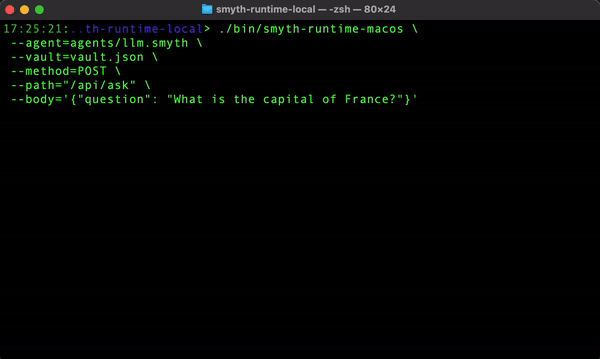 smyth-runtime-local — -zsh — 80×24
17:25:21:..th-runtime-local> ./bin/smyth-runtime-macos \
--agent=agents/llm.smyth \
--vault=vault.json \
--method=POST \
--path="/api/ask" \
--body='{"question": "What is the capital of France?"}'